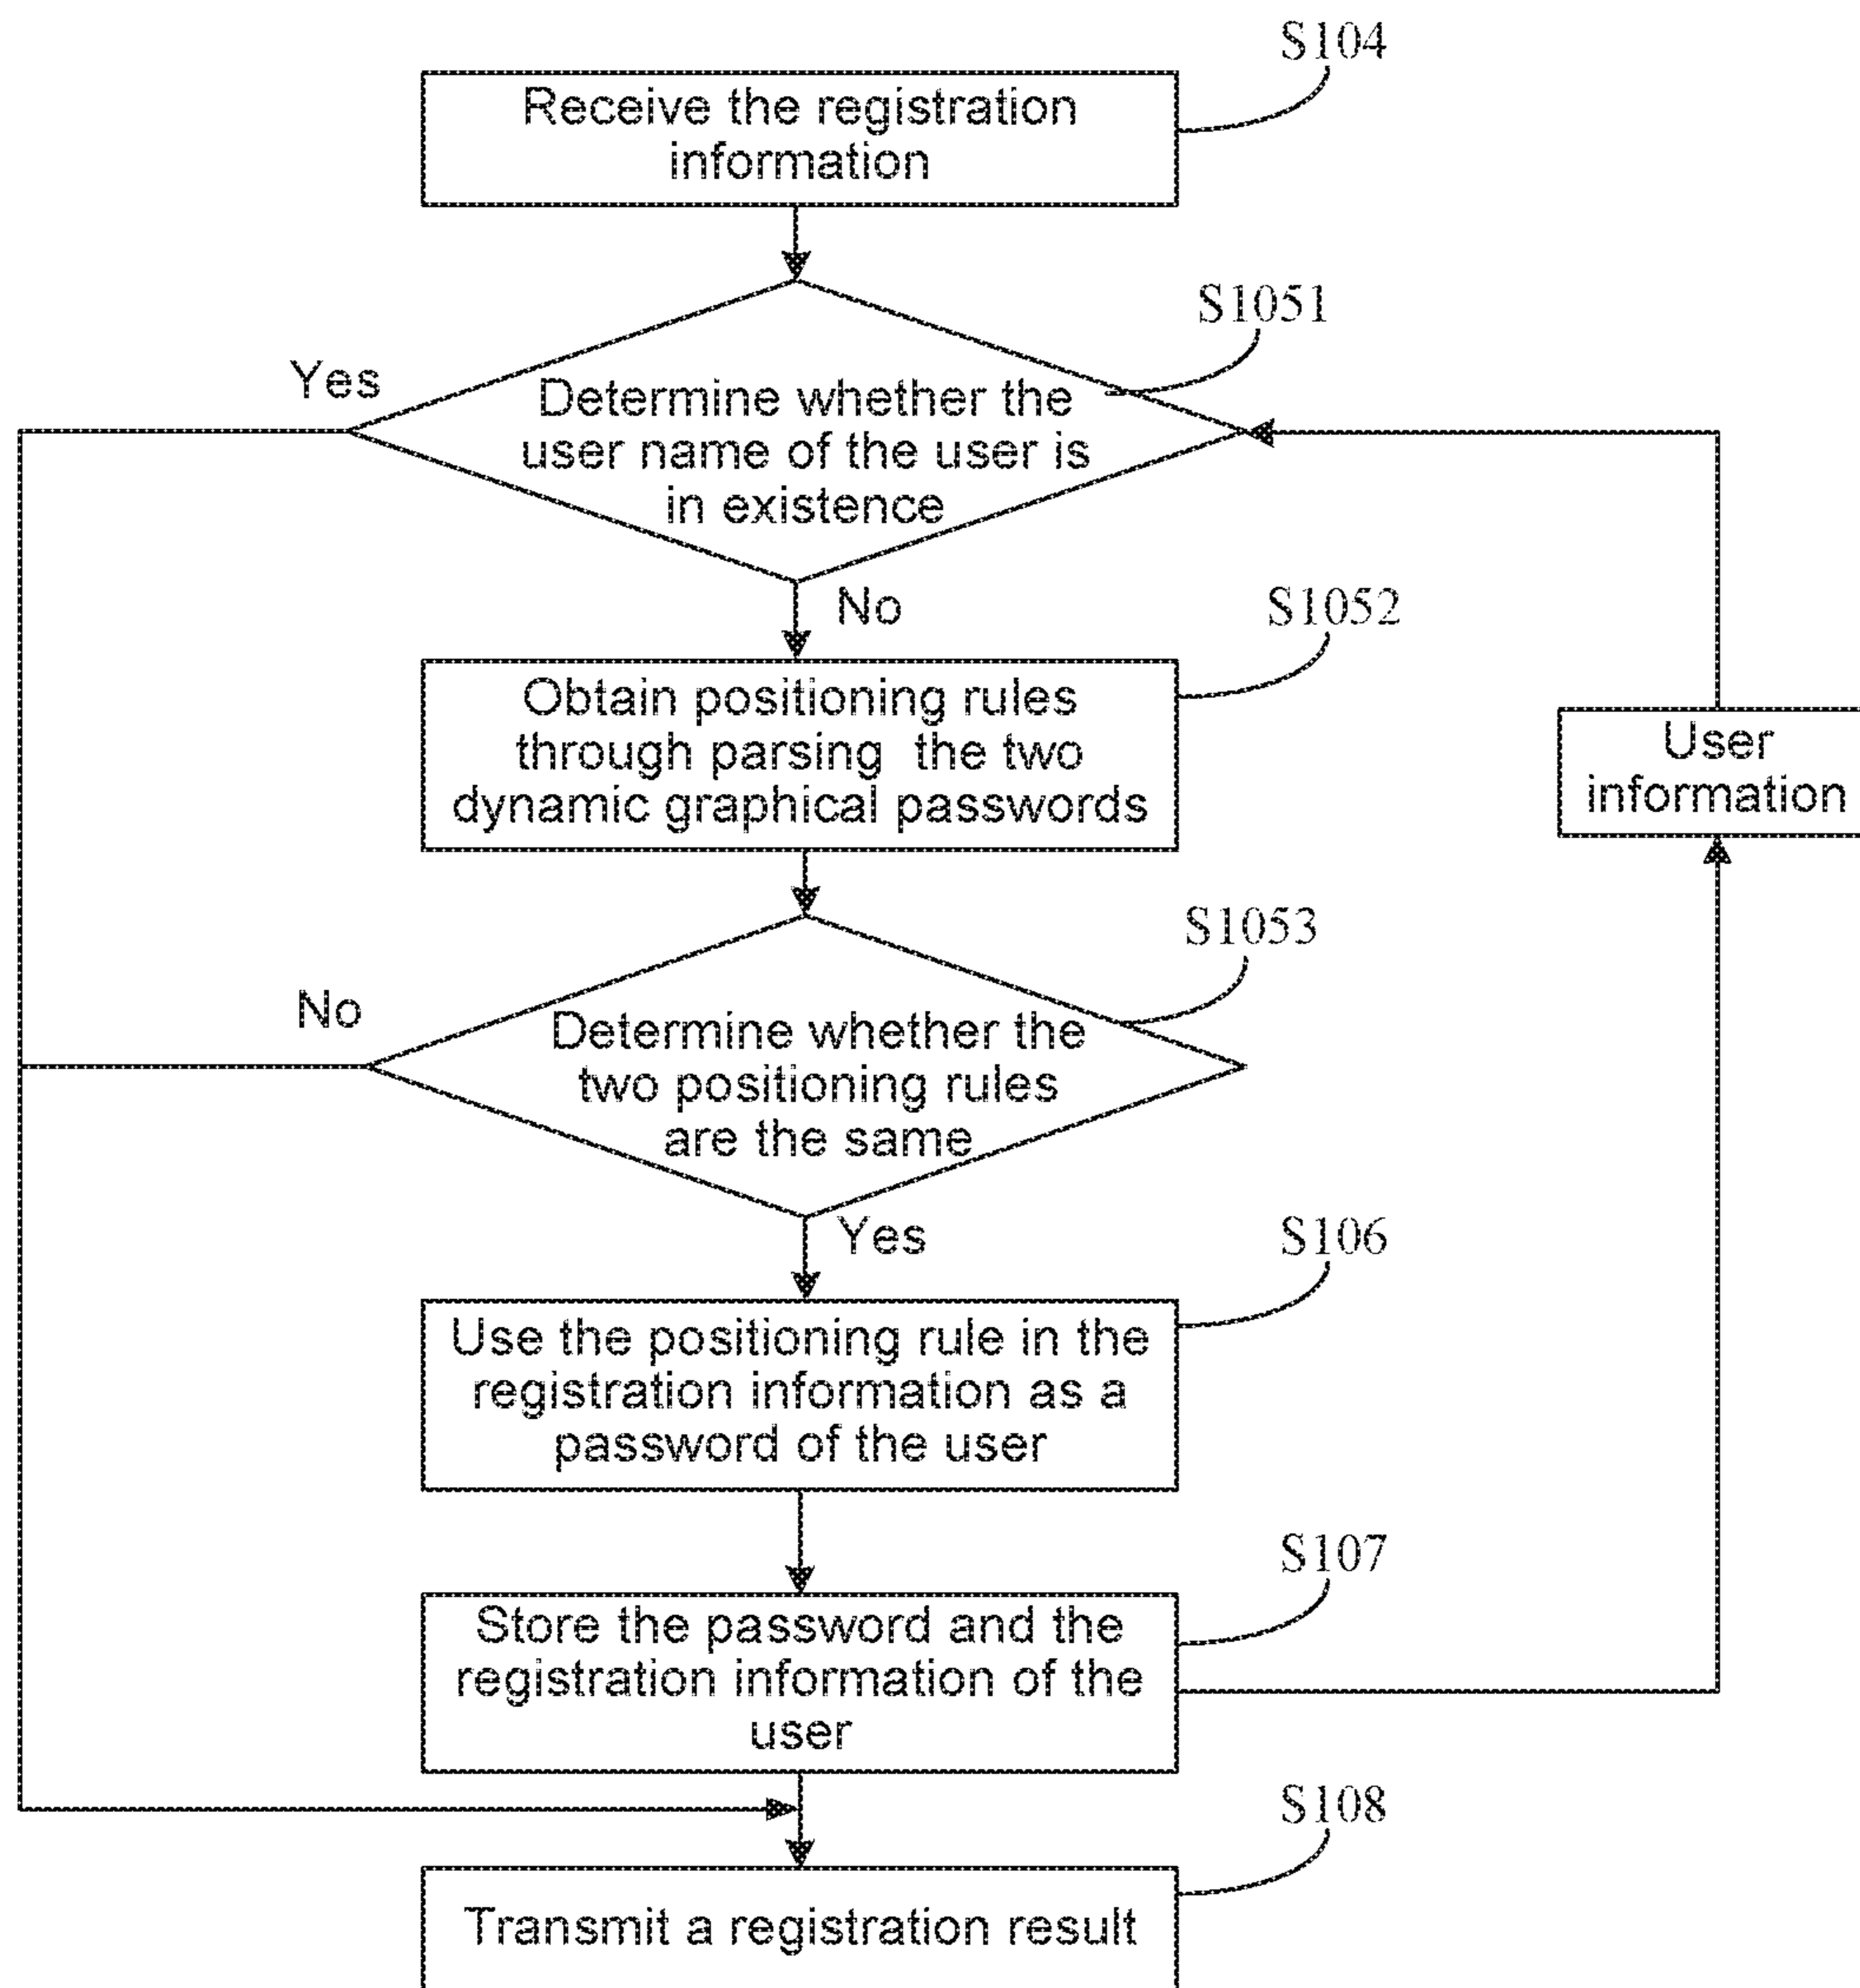 S104
Receive the registration
information
S1051
Yes
Determine whether the
user name of the user is
in existence
No
S1052
Obtain positioning rules
through parsing the two
dynamic graphical passwords
User
information
S1053
No
Determine whether the
two positioning rules
are the same
Yes
S106
Use the positioning rule in the
registration information as a
password of the user
S107
Store the password and the
registration information of the
user
S108
Transmit a registration result